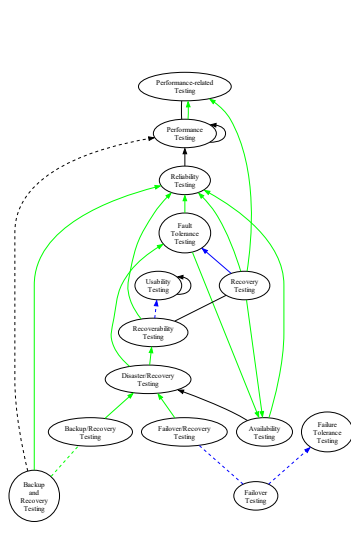 Performance-related
Testing
Performance
Testing
Reliability
Testing
Fault
Tolerance
Testing
Usability
Testing
Recovery
Testing
Recoverability
Testing
Disaster/Recovery
Testing
Backup/Recovery
Testing
Failover/Recovery
Testing
Availability
Testing
Failure
Tolerance
Testing
Backup
and
Recovery
Testing
Failover
Testing